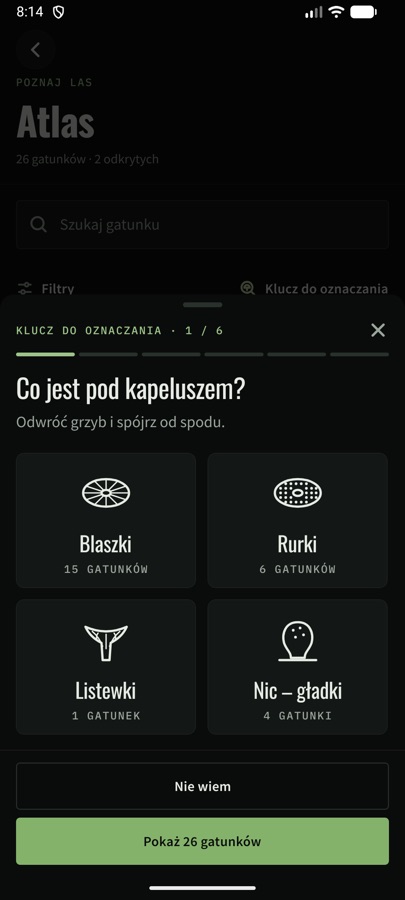 8:14
POZNAJ LAS
Atlas
26 gatunków · 2 odkrytych
Szukaj gatunku
Filtry
Klucz do oznaczania
KLUCZ DO OZNACZANIA · 1 / 6
Co jest pod kapeluszem?
Odwróć grzyb i spójrz od spodu.
Blaszki
15 GATUNKÓW
Rurki
6 GATUNKÓW
Listewki
1 GATUNEK
Nic – gładki
4 GATUNKI
Nie wiem
Pokaż 26 gatunków